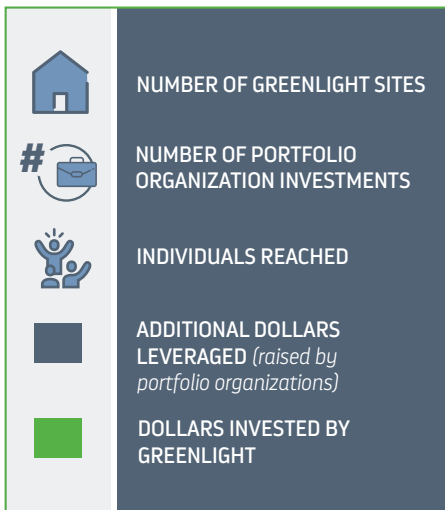 NUMBER OF GREENLIGHT SITES
#
NUMBER OF PORTFOLIO
ORGANIZATION INVESTMENTS
INDIVIDUALS REACHED
ADDITIONAL DOLLARS
LEVERAGED (raised by
portfolio organizations)
DOLLARS INVESTED BY
GREENLIGHT